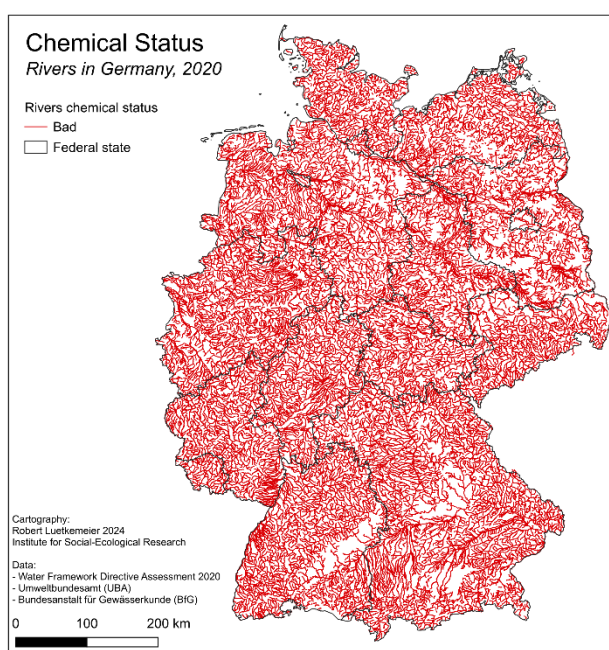 Chemical Status
Rivers in Germany, 2020
Rivers chemical status
Bad
Federal state
Cartography:
Robert Luetkemeier 2024
Institute for Social-Ecological Research
Data:
- Water Framework Directive Assessment 2020
- Umweltbundesamt (UBA)
- Bundesanstalt für Gewässerkunde (BfG)
0 100 200 km